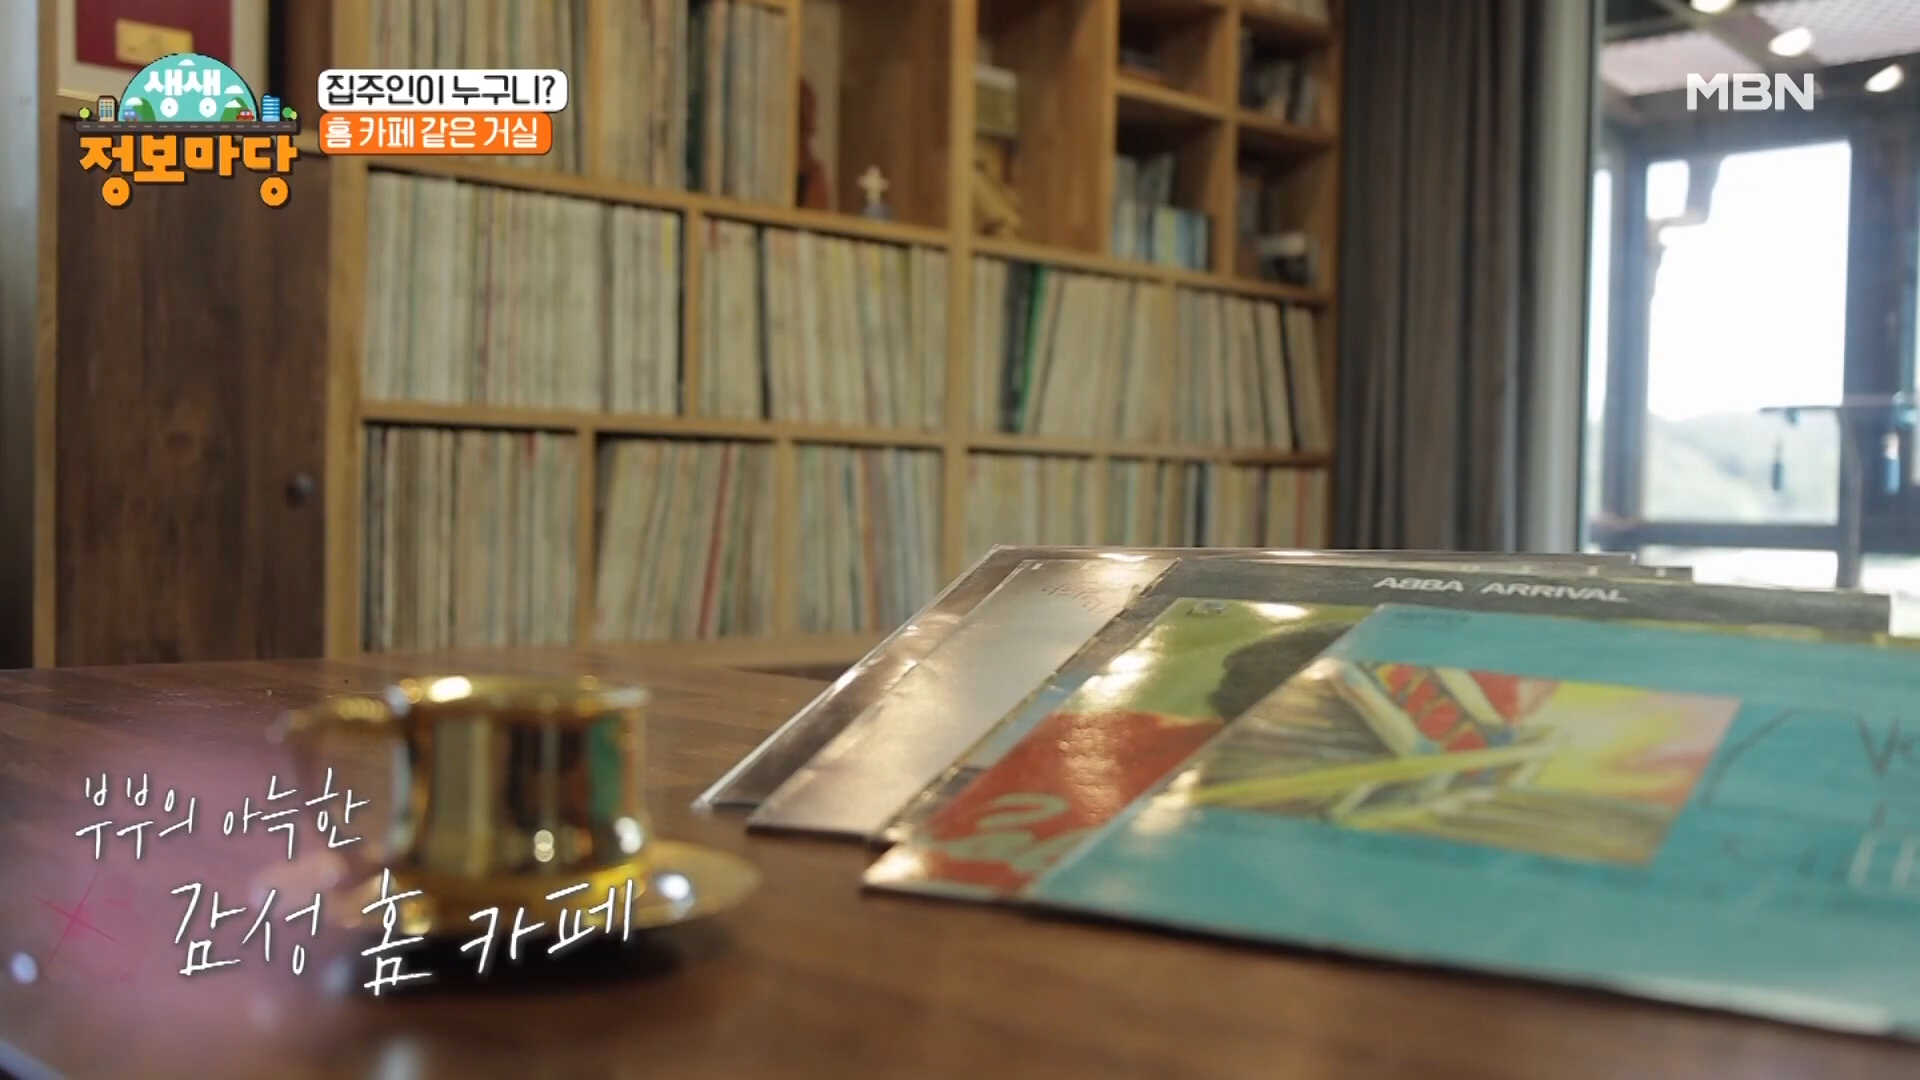 생생
정보마당
집주인이 누구니?
홈 카페 같은 거실
MBN
ABBA ARRIVAL
부부의 아늑한
감성 홈 카페